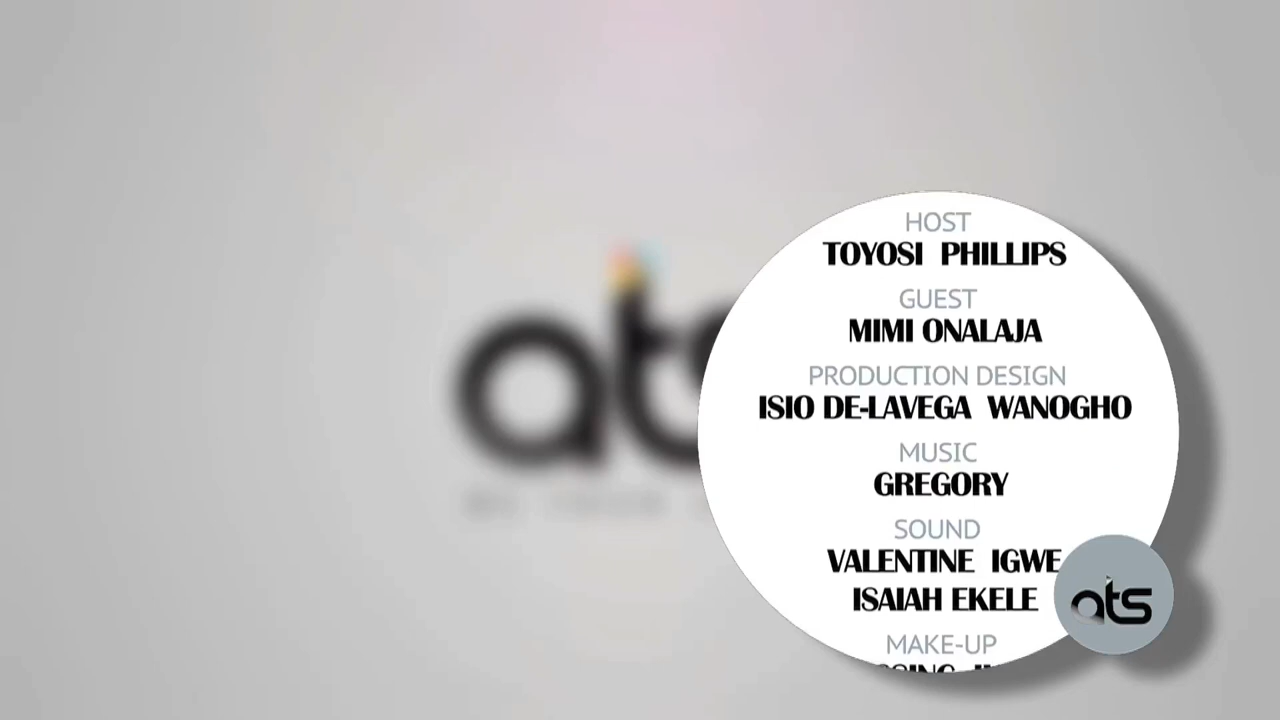 ats
HOST
TOYOSI PHILLIPS
GUEST
MIMI ONALAJA
PRODUCTION DESIGN
ISIO DE-LAVEGA WANOGHO
MUSIC
GREGORY
SOUND
VALENTINE IGWE
ISAIAH EKELE
ats
MAKE-UP